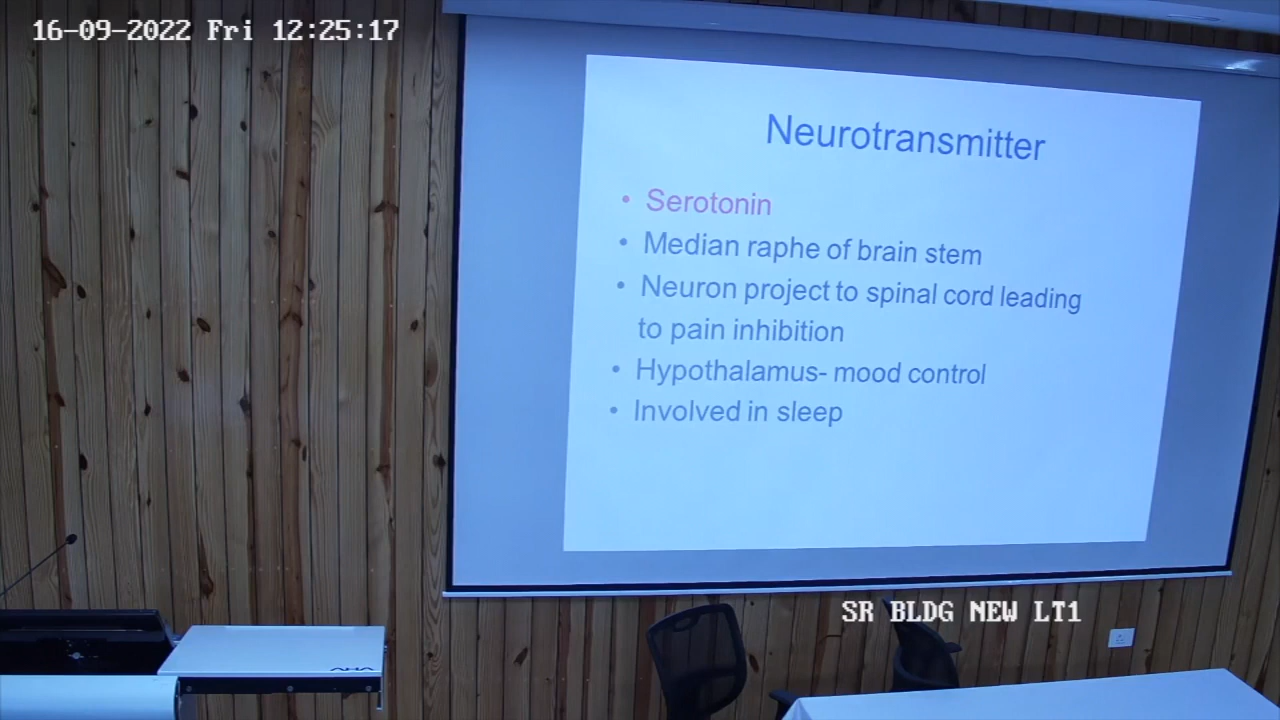 16-09-2022 Fri 12:25:17
Neurotransmitter
• Serotonin
• Median raphe of brain stem
• Neuron project to spinal cord leading
to pain inhibition
• Hypothalamus- mood control
• Involved in sleep
SR BLDG NEW LT1
AHA